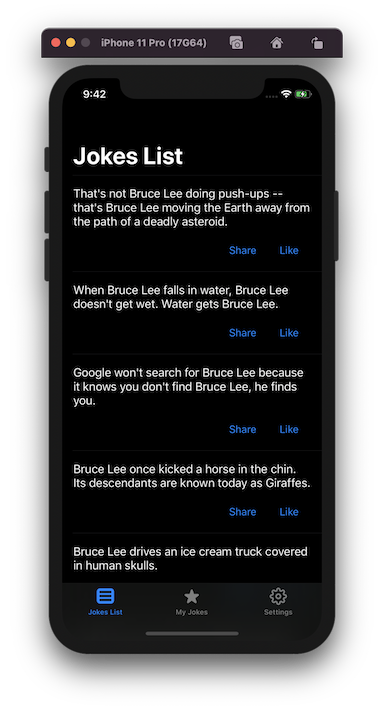 iPhone 11 Pro (17G64)
9:42
Jokes List
That's not Bruce Lee doing push-ups --
that's Bruce Lee moving the Earth away from
the path of a deadly asteroid.
Share Like
When Bruce Lee falls in water, Bruce Lee
doesn't get wet. Water gets Bruce Lee.
Share Like
Google won't search for Bruce Lee because
it knows you don't find Bruce Lee, he finds
you.
Share Like
Bruce Lee once kicked a horse in the chin.
Its descendants are known today as Giraffes.
Share Like
Bruce Lee drives an ice cream truck covered
in human skulls.
Jokes List My Jokes Settings